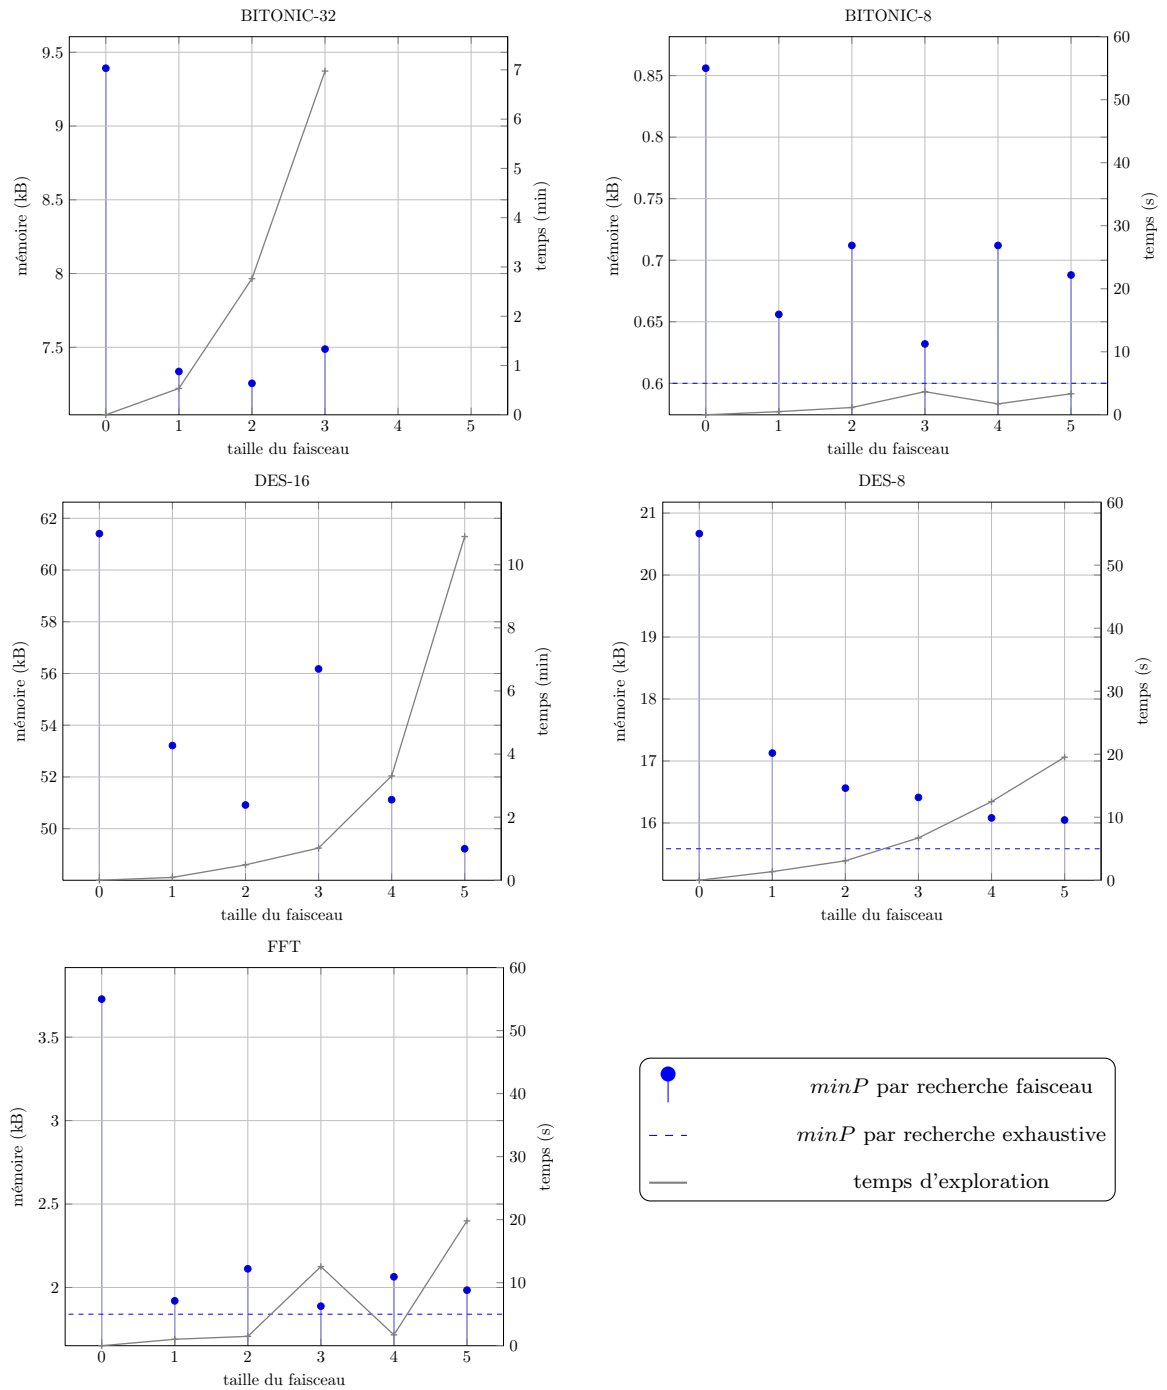 BITONIC-32
9.5
9
8.5
8
7.5
mémoire (kB)
7
6
5
4
3
2
1
0
temps (min)
0 1 2 3 4 5
taille du faisceau
BITONIC-8
0.85
0.8
0.75
0.7
0.65
0.6
mémoire (kB)
60
50
40
30
20
10
0
temps (s)
0 1 2 3 4 5
taille du faisceau
DES-16
62
60
58
56
54
52
50
mémoire (kB)
10
8
6
4
2
0
temps (min)
0 1 2 3 4 5
taille du faisceau
DES-8
21
20
19
18
17
16
mémoire (kB)
60
50
40
30
20
10
0
temps (s)
0 1 2 3 4 5
taille du faisceau
FFT
3.5
3
2.5
2
mémoire (kB)
60
50
40
30
20
10
0
temps (s)
0 1 2 3 4 5
taille du faisceau
minP par recherche faisceau
minP par recherche exhaustive
temps d'exploration